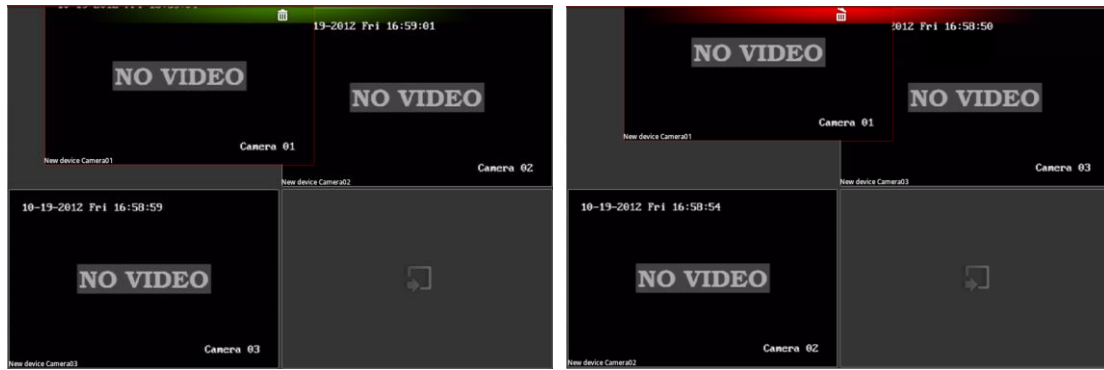 19-2012 Fri 16:59:01
NO VIDEO
NO VIDEO
Camera 01
New device Camera01
Camera 02
New device Camera02
10-19-2012 Fri 16:58:59
NO VIDEO
Camera 03
New device Camera03
2012 Fri 16:58:50
NO VIDEO
NO VIDEO
Camera 01
New device Camera01
Camera 03
New device Camera03
10-19-2012 Fri 16:58:54
NO VIDEO
Camera 02
New device Camera02